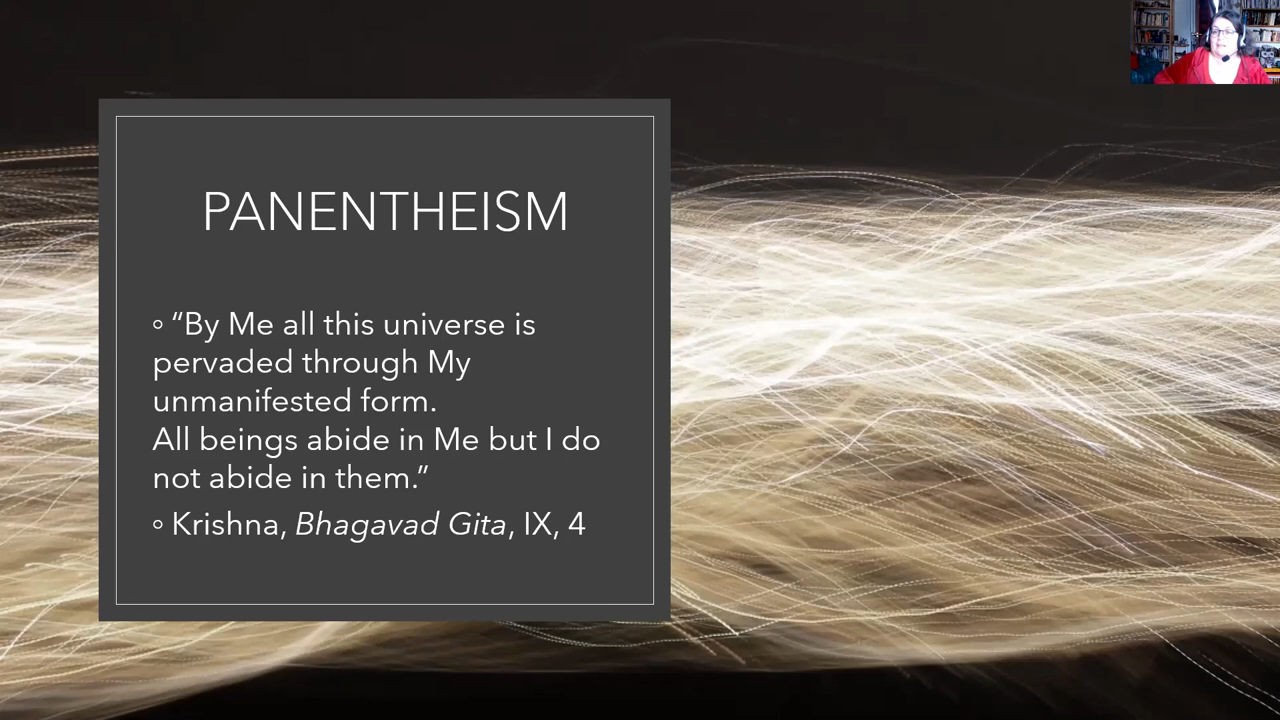 PANENTHEISM
◦ “By Me all this universe is
pervaded through My
unmanifested form.
All beings abide in Me but I do
not abide in them.”
◦ Krishna, Bhagavad Gita, IX, 4